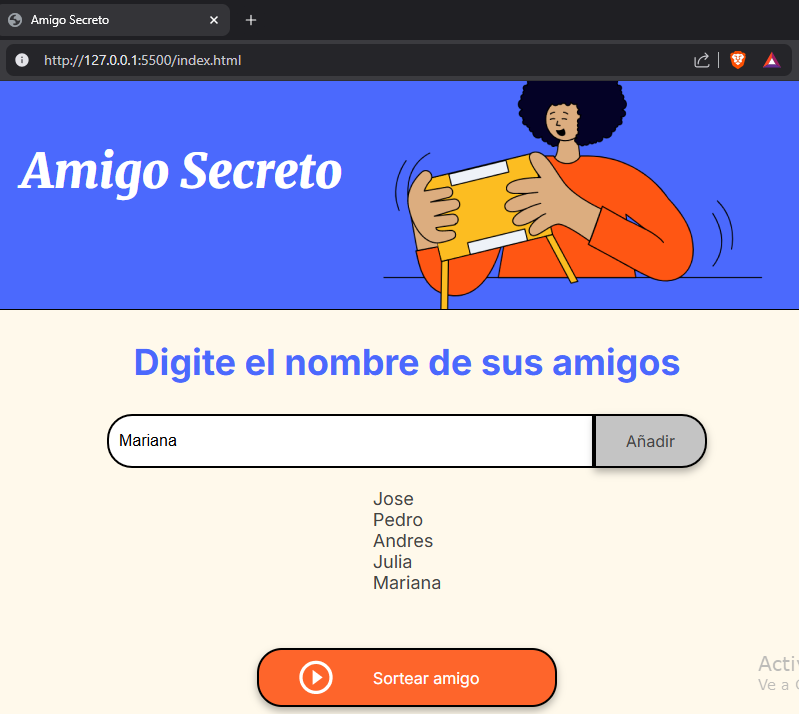 Amigo Secreto
http://127.0.0.1:5500/index.html
Amigo Secreto
Digite el nombre de sus amigos
Mariana
Añadir
Jose
Pedro
Andres
Julia
Mariana
Sortear amigo
Ve a